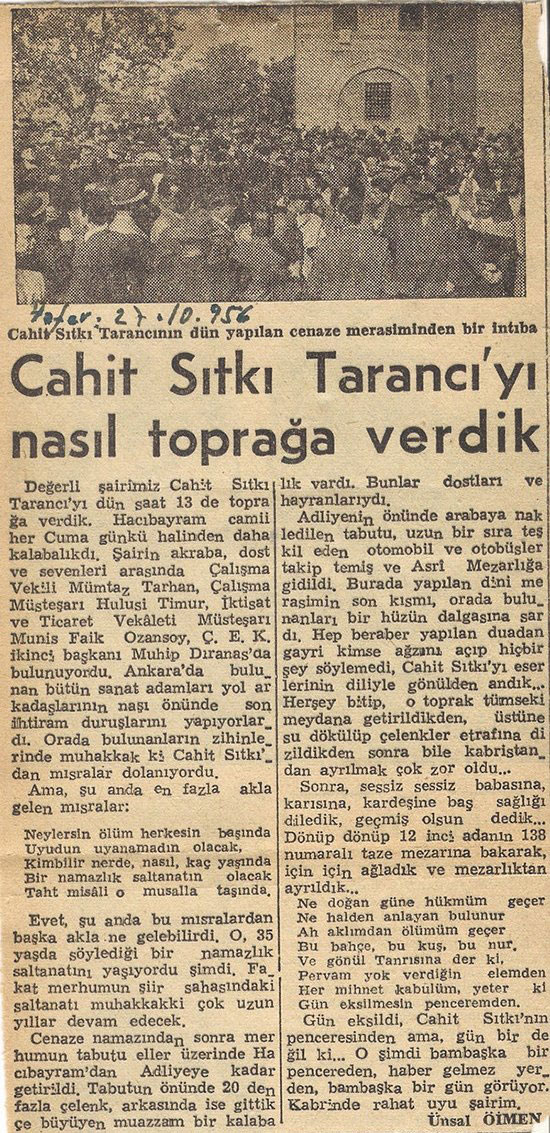 Zafer. 27.10.956
Cahit Sıtkı Tarancının dün yapılan cenaze merasiminden bir intıba
Cahit Sıtkı Tarancı'yı
nasıl toprağa verdik
Değerli şairimiz Cahit Sıtkı
Tarancı'yı dün saat 13 de topra
ğa verdik. Hacıbayram camii
her Cuma günkü halinden daha
kalabalıkdı. Şairin akraba, dost
ve sevenleri arasında Çalışma
Vekili Mümtaz Tarhan, Çalışma
Müsteşarı Hulusi Timur, İktisat
ve Ticaret Vekâleti Müsteşarı
Munis Faik Ozansoy, Ç. E. K.
ikinci başkanı Muhip Dıranas'da
bulunuyordu. Ankara'da bulu_
nan bütün sanat adamları yol ar
kadaşlarının naşı önünde son
ihtiram duruşlarını yapıyorlar_
dı. Orada bulunanların zihinle_
rinde muhakkak ki Cahit Sıtkı'_
dan mısralar dolanıyordu.
Ama, şu anda en fazla akla
gelen mışralar:
Neylersin ölüm herkesin başında
Uyudun uyanamadın olacak,
Kimbilir nerde, nasıl, kaç yaşında
Bir namazlık saltanatın olacak
Taht misâli o musalla taşında.
Evet, şu anda bu mısralardan
başka akla ne gelebilirdi. O, 35
yaşda söylediği bir namazlık
saltanatını yaşıyordu şimdi. Fa_
kat merhumun şiir sahasındaki
saltanatı muhakkakki çok uzun
yıllar devam edecek.
Cenaze namazından sonra mer
humun tabutu eller üzerinde Ha
cıbayram'dan Adliyeye kadar
getirildi. Tabutun önünde 20 den
fazla çelenk, arkasında ise gittik
çe büyüyen muazzam bir kalaba
lık vardı. Bunlar dostları ve
hayranlarıydı.
Adliyenin önünde arabaya nak
ledilen tabutu, uzun bir sıra teş
kil eden otomobil ve otobüsler
takip temiş ve Asrî Mezarlığa
gidildi. Burada yapılan dinî me
rasimin son kısmı, orada bulu_
nanları bir hüzün dalgasına sar
dı. Hep beraber yapılan duadan
gayri kimse ağzını açıp hiçbir
şey söylemedi, Cahit Sıtkı'yı eser
lerinin diliyle gönülden andık...
Herşey bitip, o toprak tümseki
meydana getirildikden, üstüne
su dökülüp çelenkler etrafına di
zildikden sonra bile kabristan_
dan ayrılmak çok zor oldu...
Sonra, sessiz sessiz babasına,
karısına, kardeşine baş sağlığı
diledik, geçmiş olsun dedik...
Dönüp dönüp 12 inci adanın 138
numaralı taze mezarına bakarak,
için için ağladık ve mezarlıktan
ayrıldık...
Ne doğan güne hükmüm geçer
Ne halden anlayan bulunur
Ah aklımdan ölümüm geçer
Bu bahçe, bu kuş, bu nur.
Ve gönül Tanrısına der ki,
Pervam yok verdiğin elemden
Her mihnet kabulüm, yeter ki
Gün eksilmesin penceremden.
Gün eksildi, Cahit Sıtkı'nın
penceresinden ama, gün bir de
ğil ki... O şimdi bambaşka bir
pencereden, haber gelmez yer_
den, bambaşka bir gün görüyor.
Kabrinde rahat uyu şairim.
Ünsal ÖİMEN